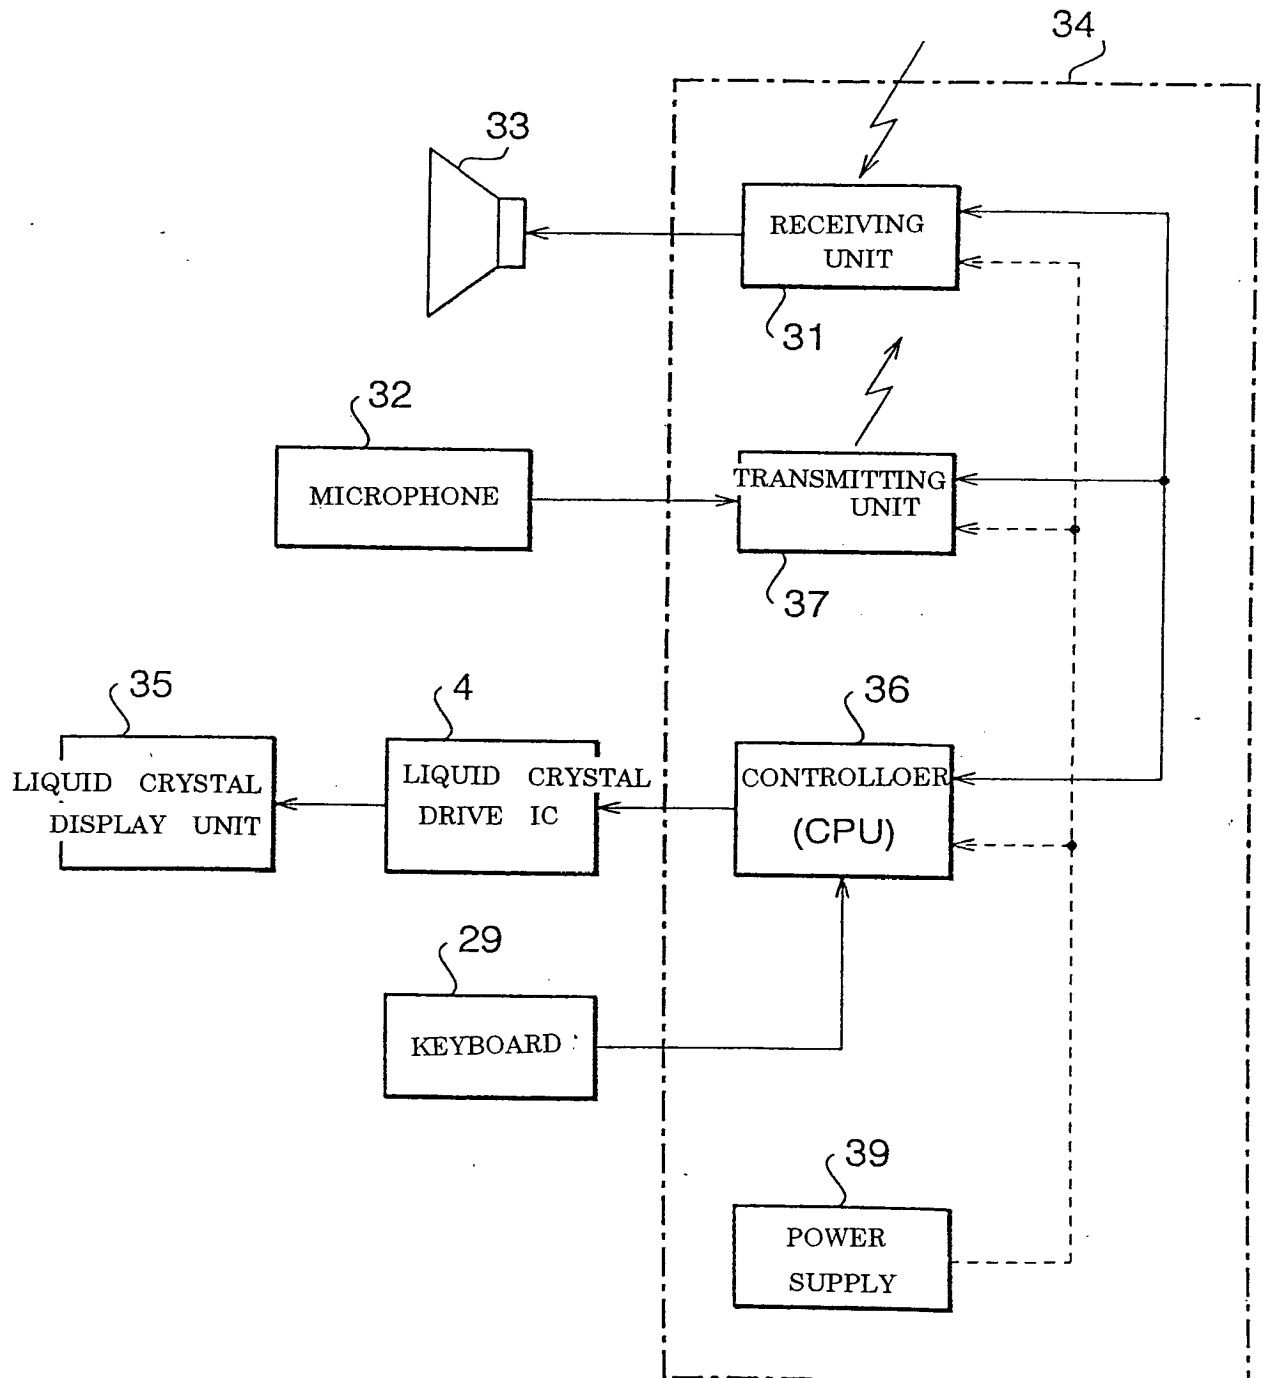 34
33
RECEIVING
UNIT
31
32
MICROPHONE
TRANSMITTING
UNIT
37
35
LIQUID CRYSTAL
DISPLAY UNIT
4
LIQUID CRYSTAL
DRIVE IC
36
CONTROLLOER
(CPU)
29
KEYBOARD
39
POWER
SUPPLY